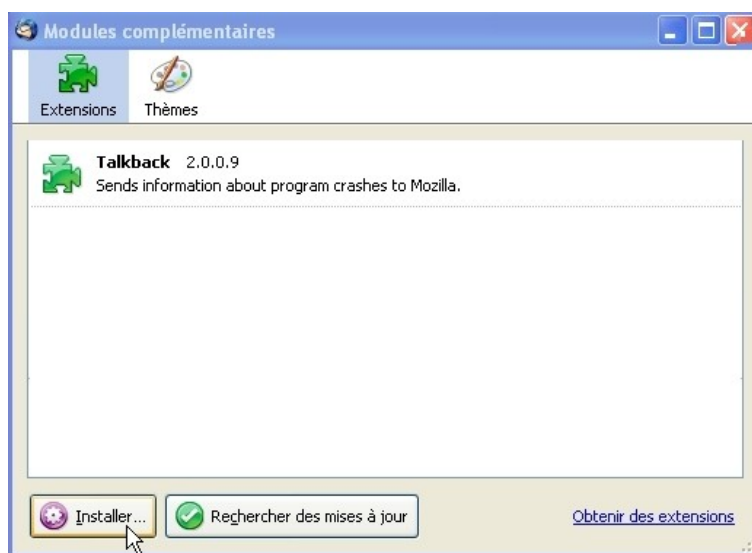 Modules complémentaires
Extensions Thèmes
Talkback 2.0.0.9
Sends information about program crashes to Mozilla.
Installer... Rechercher des mises à jour Obtenir des extensions